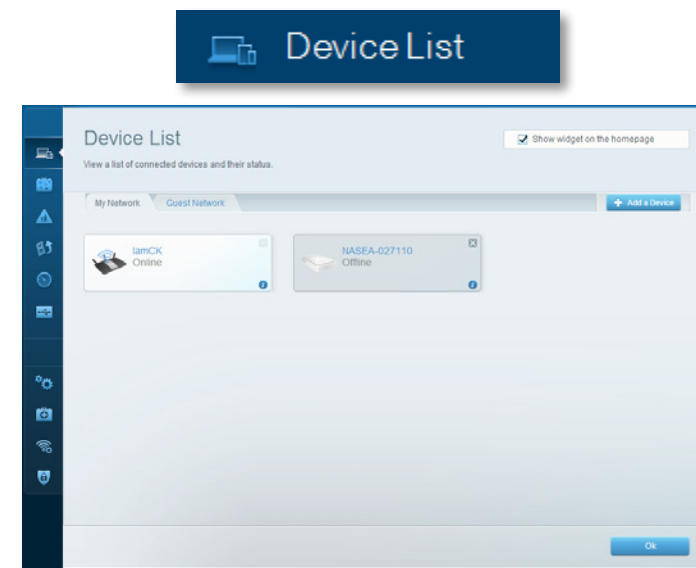 Device List
Device List
Show widget on the homepage
View a list of connected devices and their status.
My Network
Guest Network
Add a Device
IamCK
Online
NASEA-027110
Offline
Ok